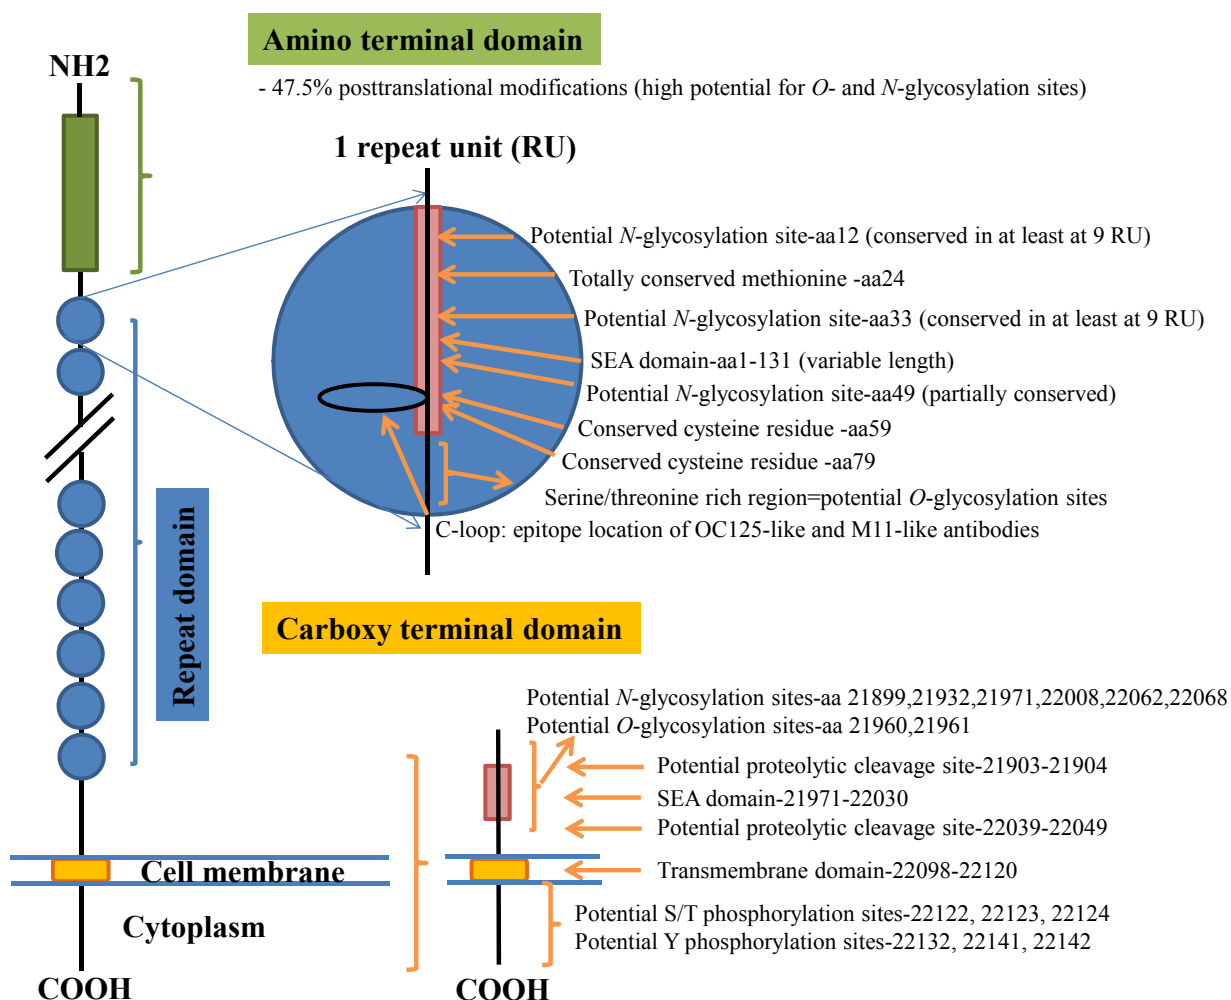 Amino terminal domain
NH2
- 47.5% posttranslational modifications (high potential for O- and N-glycosylation sites)
1 repeat unit (RU)
Potential N-glycosylation site-aa12 (conserved in at least at 9 RU)
Totally conserved methionine -aa24
Potential N-glycosylation site-aa33 (conserved in at least at 9 RU)
SEA domain-aa1-131 (variable length)
Potential N-glycosylation site-aa49 (partially conserved)
Conserved cysteine residue -aa59
Conserved cysteine residue -aa79
Serine/threonine rich region=potential O-glycosylation sites
C-loop: epitope location of OC125-like and M11-like antibodies
Repeat domain
Carboxy terminal domain
Potential N-glycosylation sites-aa 21899,21932,21971,22008,22062,22068
Potential O-glycosylation sites-aa 21960,21961
Potential proteolytic cleavage site-21903-21904
SEA domain-21971-22030
Potential proteolytic cleavage site-22039-22049
Cell membrane
Transmembrane domain-22098-22120
Cytoplasm
Potential S/T phosphorylation sites-22122, 22123, 22124
Potential Y phosphorylation sites-22132, 22141, 22142
COOH
COOH